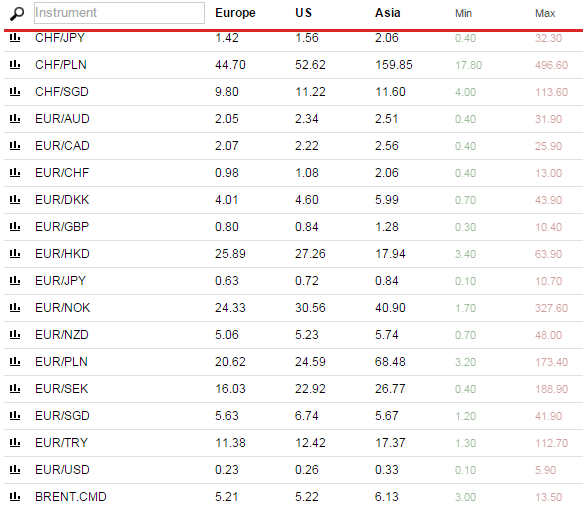 Instrument Europe US Asia Min Max
CHF/JPY 1.42 1.56 2.06 0.40 32.30
CHF/PLN 44.70 52.62 159.85 17.80 496.60
CHF/SGD 9.80 11.22 11.60 4.00 113.60
EUR/AUD 2.05 2.34 2.51 0.40 31.90
EUR/CAD 2.07 2.22 2.56 0.40 25.90
EUR/CHF 0.98 1.08 2.06 0.40 13.00
EUR/DKK 4.01 4.60 5.99 0.70 43.90
EUR/GBP 0.80 0.84 1.28 0.30 10.40
EUR/HKD 25.89 27.26 17.94 3.40 63.90
EUR/JPY 0.63 0.72 0.84 0.10 10.70
EUR/NOK 24.33 30.56 40.90 1.70 327.60
EUR/NZD 5.06 5.23 5.74 0.70 48.00
EUR/PLN 20.62 24.59 68.48 3.20 173.40
EUR/SEK 16.03 22.92 26.77 0.40 188.90
EUR/SGD 5.63 6.74 5.67 1.20 41.90
EUR/TRY 11.38 12.42 17.37 1.30 112.70
EUR/USD 0.23 0.26 0.33 0.10 5.90
BRENT.CMD 5.21 5.22 6.13 3.00 13.50